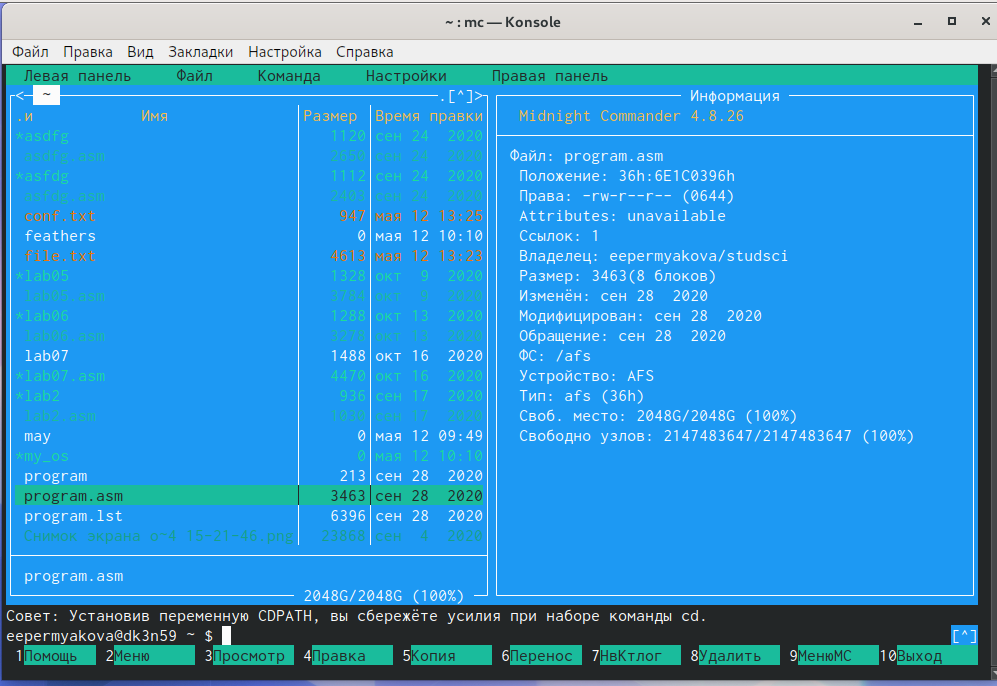 ~ : mc — Konsole
Файл Правка Вид Закладки Настройка Справка
Левая панель Файл Команда Настройки Правая панель
<─ ~ .[^]>
.и Имя Размер Время правки
*asdfg 1120 сен 24 2020
asdfg.asm 2650 сен 24 2020
*asfdg 1112 сен 24 2020
asfdg.asm 2403 сен 24 2020
conf.txt 947 мая 12 13:25
feathers 0 мая 12 10:10
file.txt 4613 мая 12 13:23
*lab05 1328 окт 9 2020
lab05.asm 3784 окт 9 2020
*lab06 1288 окт 13 2020
lab06.asm 3278 окт 13 2020
lab07 1488 окт 16 2020
*lab07.asm 4470 окт 16 2020
*lab2 936 сен 17 2020
lab2.asm 1030 сен 17 2020
may 0 мая 12 09:49
*my_os 0 мая 12 10:10
program 213 сен 28 2020
program.asm 3463 сен 28 2020
program.lst 6396 сен 28 2020
Снимок экрана о~4 15-21-46.png 23868 сен 4 2020
program.asm
2048G/2048G (100%)
Информация
Midnight Commander 4.8.26
Файл: program.asm
Положение: 36h:6E1C0396h
Права: -rw-r--r-- (0644)
Attributes: unavailable
Ссылок: 1
Владелец: eepermyakova/studsci
Размер: 3463(8 блоков)
Изменён: сен 28 2020
Модифицирован: сен 28 2020
Обращение: сен 28 2020
ФС: /afs
Устройство: AFS
Тип: afs (36h)
Своб. место: 2048G/2048G (100%)
Свободно узлов: 2147483647/2147483647 (100%)
Совет: Установив переменную CDPATH, вы сбережёте усилия при наборе команды cd.
eepermyakova@dk3n59 ~ $ [^]
1Помощь 2Меню 3Просмотр 4Правка 5Копия 6Перенос 7НвКтлог 8Удалить 9МенюМС 10Выход